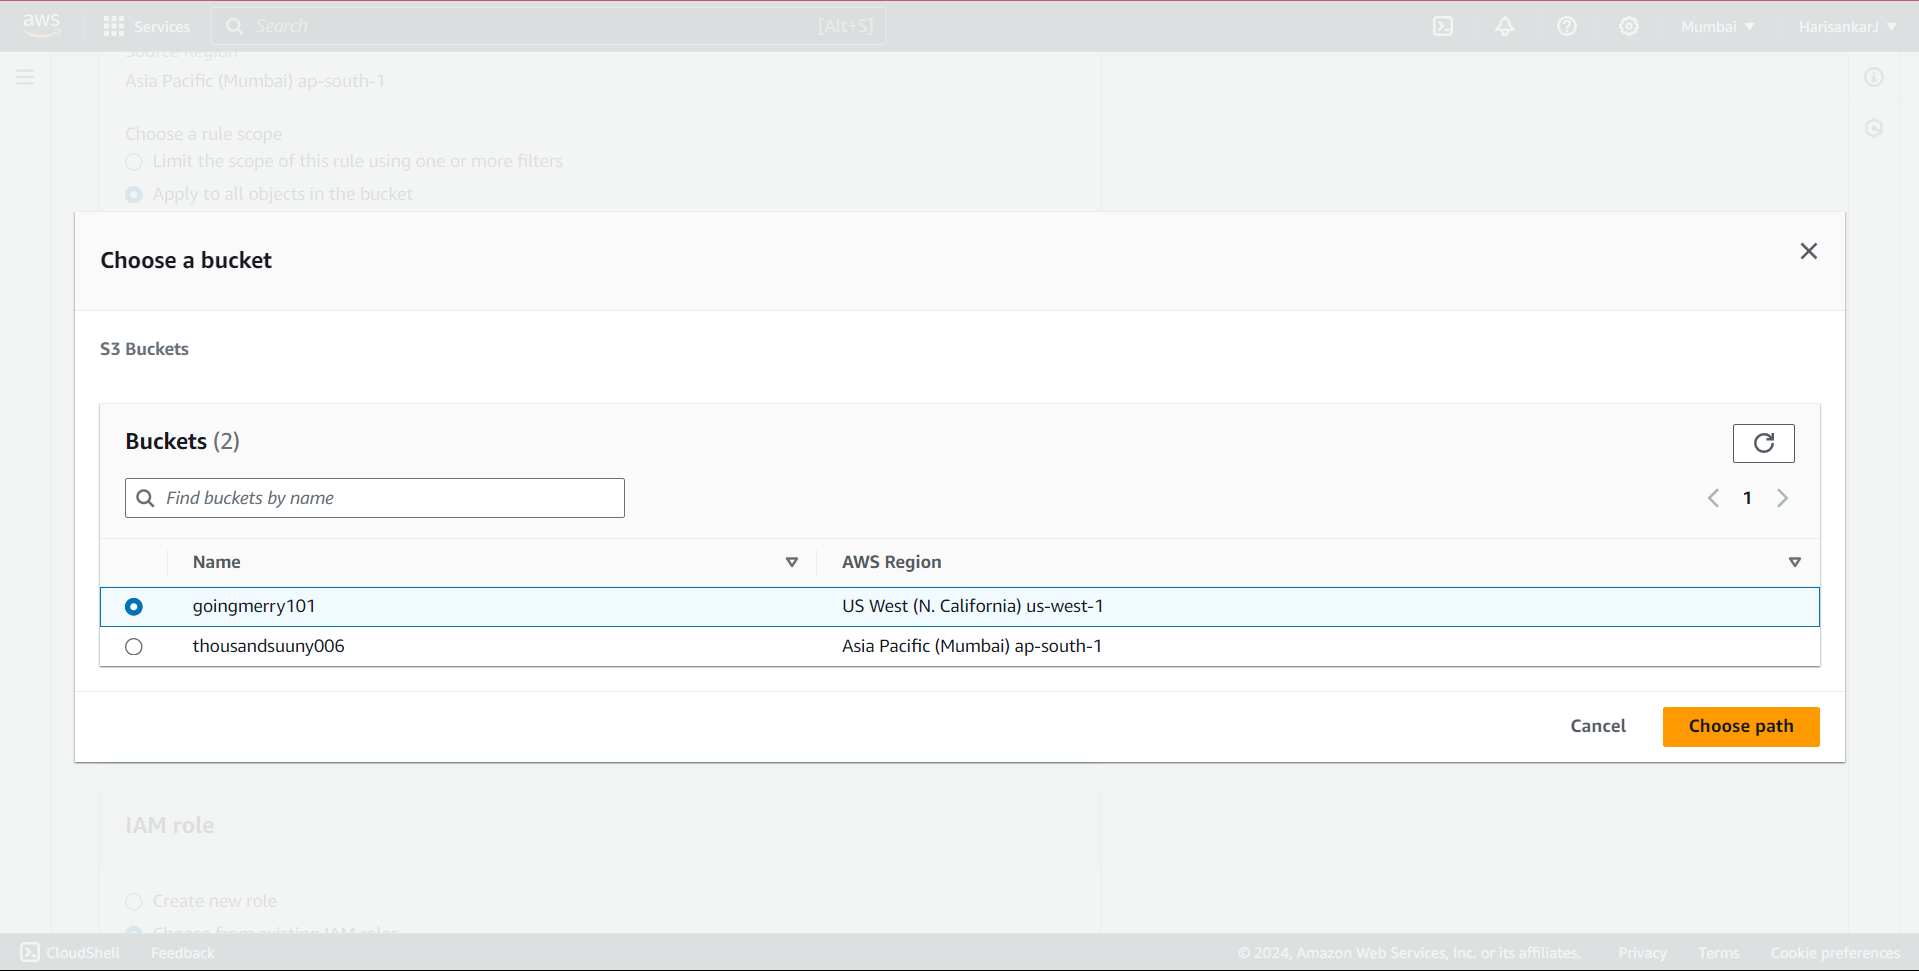 aws Services Search [Alt+S] Mumbai HarisankarJ
Source Region
Asia Pacific (Mumbai) ap-south-1
Choose a rule scope
Limit the scope of this rule using one or more filters
Apply to all objects in the bucket
Choose a bucket
S3 Buckets
Buckets (2)
Find buckets by name
1
Name AWS Region
goingmerry101 US West (N. California) us-west-1
thousandsuuny006 Asia Pacific (Mumbai) ap-south-1
Cancel Choose path
IAM role
Create new role
Choose from existing IAM roles
CloudShell Feedback © 2024, Amazon Web Services, Inc. or its affiliates. Privacy Terms Cookie preferences